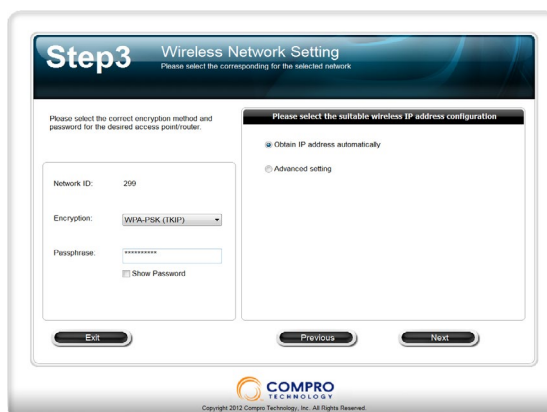 Step3
Wireless Network Setting
Please select the corresponding for the selected network
Please select the correct encryption method and
password for the desired access point/router.
Network ID: 299
Encryption: WPA-PSK (TKIP)
Passphrase: **********
Show Password
Please select the suitable wireless IP address configuration
Obtain IP address automatically
Advanced setting
Exit
Previous
Next
COMPRO
TECHNOLOGY
Copyright 2012 Compro Technology, Inc. All Rights Reserved.